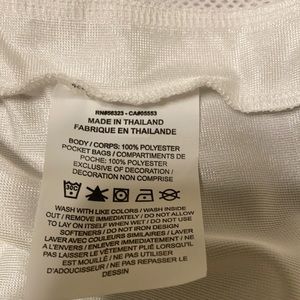 RN#56323 - CA#05553
MADE IN THAILAND
FABRIQUE EN THAILANDE
BODY / CORPS: 100% POLYESTER
POCKET BAGS / COMPARTIMENTS DE
POCHE: 100% POLYESTER
EXCLUSIVE OF DECORATION /
DECORATION NON COMPRISE
WASH WITH LIKE COLORS / WASH INSIDE
OUT / REMOVE IMMEDIATELY / DO NOT ALLOW
TO LAY ON ITSELF WHEN WET / DO NOT USE
SOFTENERS / DO NOT IRON DESIGN
LAVER AVEC COULEURS SIMILAIRES / LAVER
A L'ENVERS / ENLEVER IMMEDIATEMENT / NE
PAS LAISSER LE VÊTEMENT PLIÉ LORSQU'IL
EST MOUILLÉ / NE PAS UTILISER
D'ADOUCISSEUR / NE PAS REPASSER LE
DESSIN